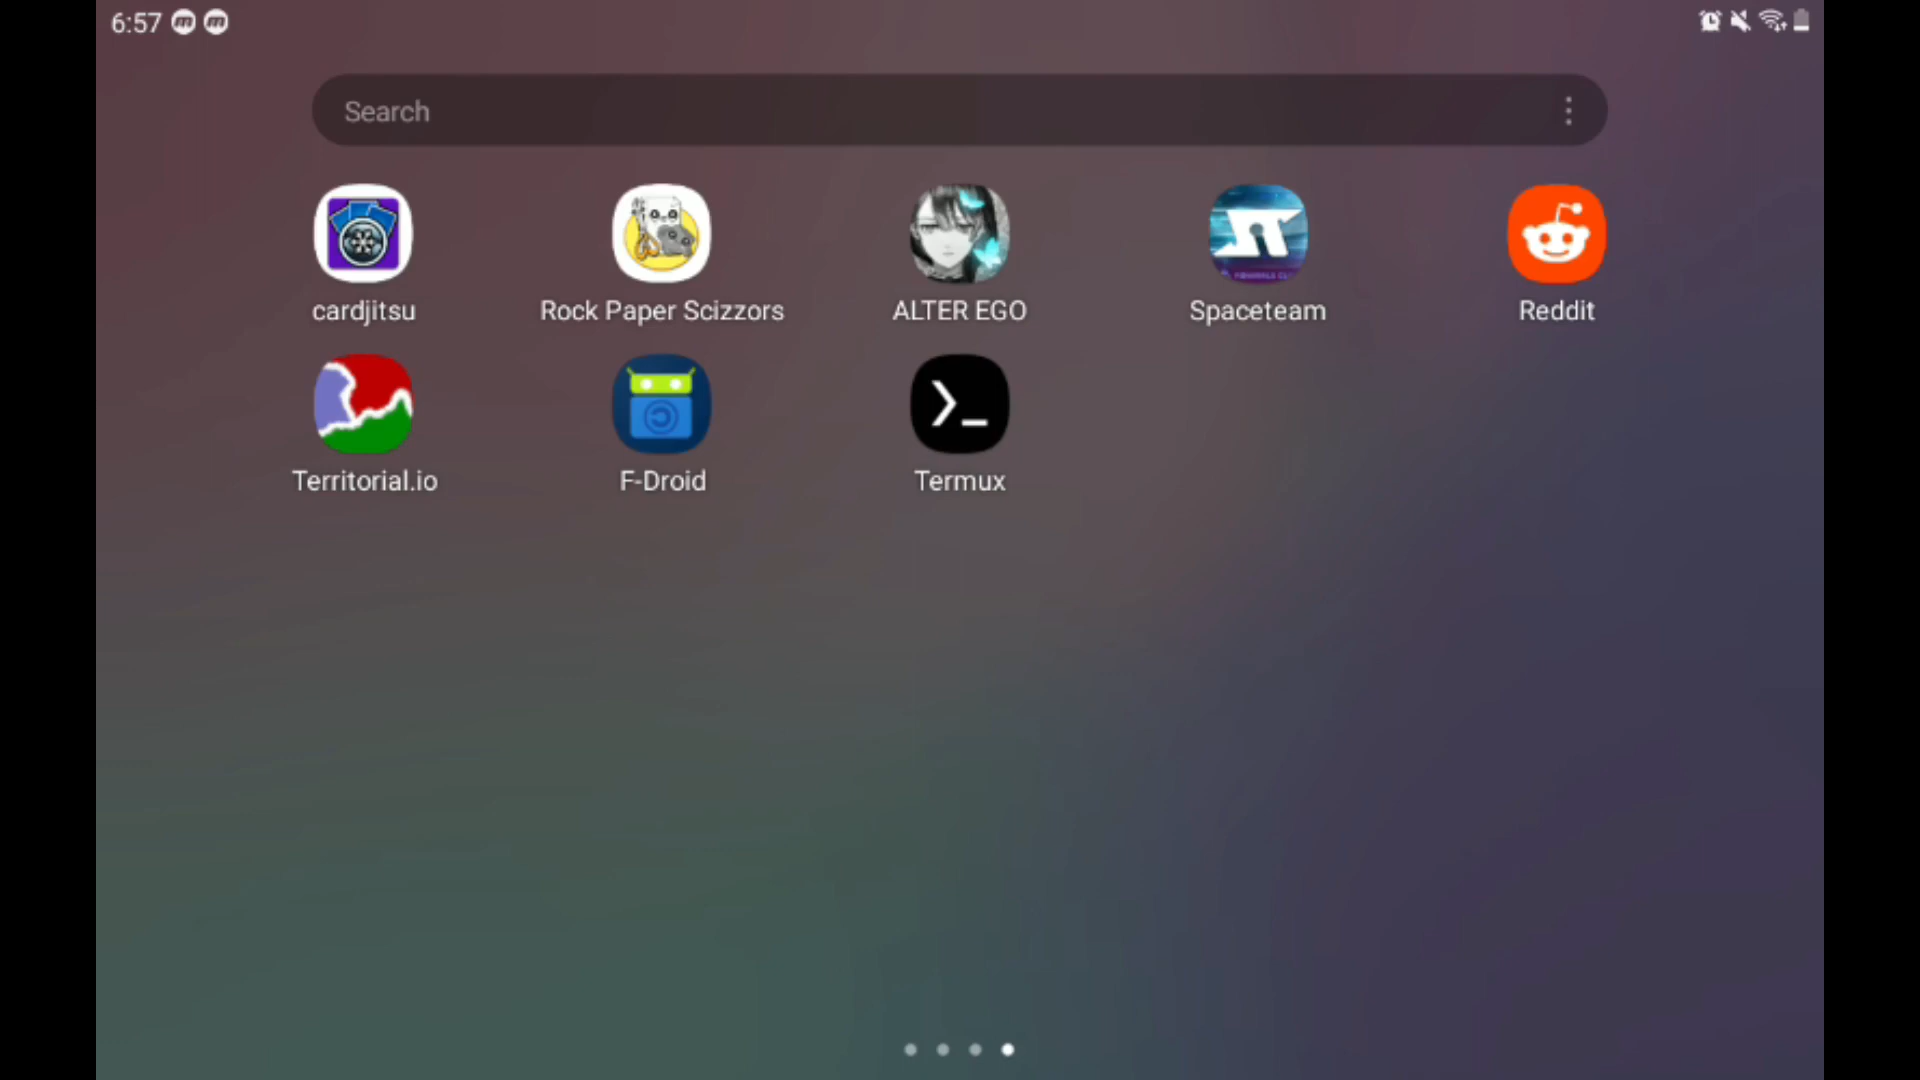 6:57
Search
cardjitsu
Rock Paper Scizzors
ALTER EGO
Spaceteam
Reddit
Territorial.io
F-Droid
Termux